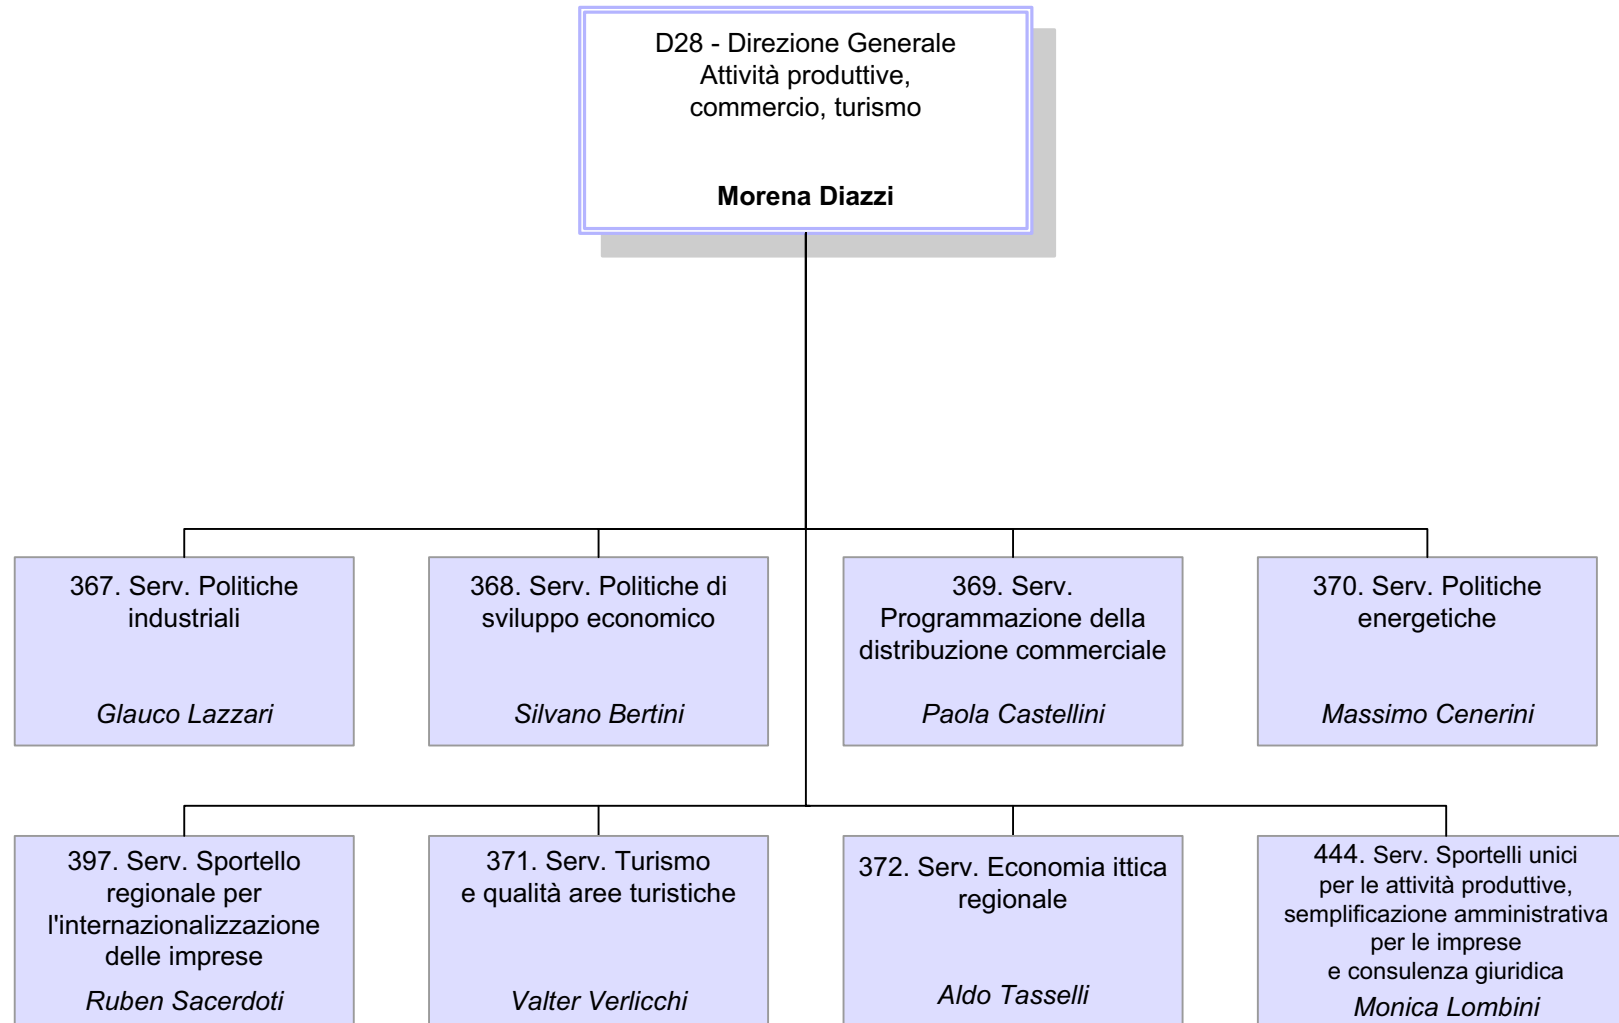 D28 - Direzione Generale
Attività produttive,
commercio, turismo
Morena Diazzi
367. Serv. Politiche
industriali
Glauco Lazzari
368. Serv. Politiche di
sviluppo economico
Silvano Bertini
369. Serv.
Programmazione della
distribuzione commerciale
Paola Castellini
370. Serv. Politiche
energetiche
Massimo Cenerini
397. Serv. Sportello
regionale per
l'internazionalizzazione
delle imprese
Ruben Sacerdoti
371. Serv. Turismo
e qualità aree turistiche
Valter Verlicchi
372. Serv. Economia ittica
regionale
Aldo Tasselli
444. Serv. Sportelli unici
per le attività produttive,
semplificazione amministrativa
per le imprese
e consulenza giuridica
Monica Lombini